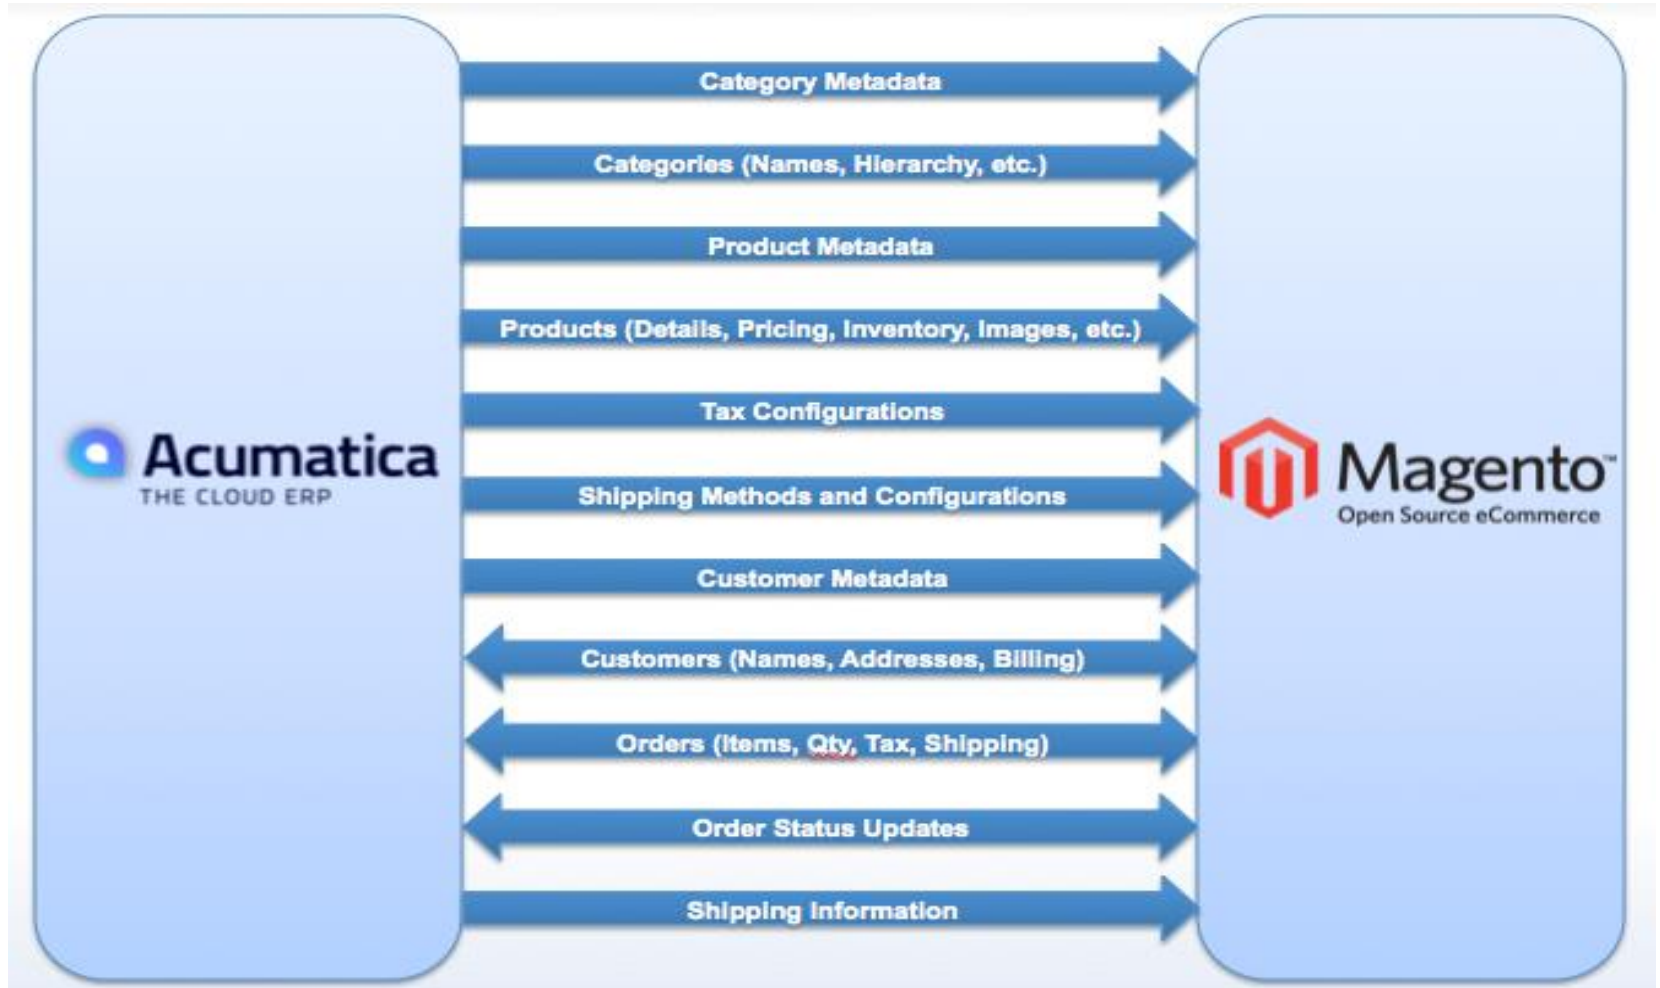 Category Metadata
Categories (Names, Hierarchy, etc.)
Product Metadata
Products (Details, Pricing, Inventory, Images, etc.)
Tax Configurations
Acumatica
THE CLOUD ERP
Shipping Methods and Configurations
Magento™
Open Source eCommerce
Customer Metadata
Customers (Names, Addresses, Billing)
Orders (Items, Qty, Tax, Shipping)
Order Status Updates
Shipping Information